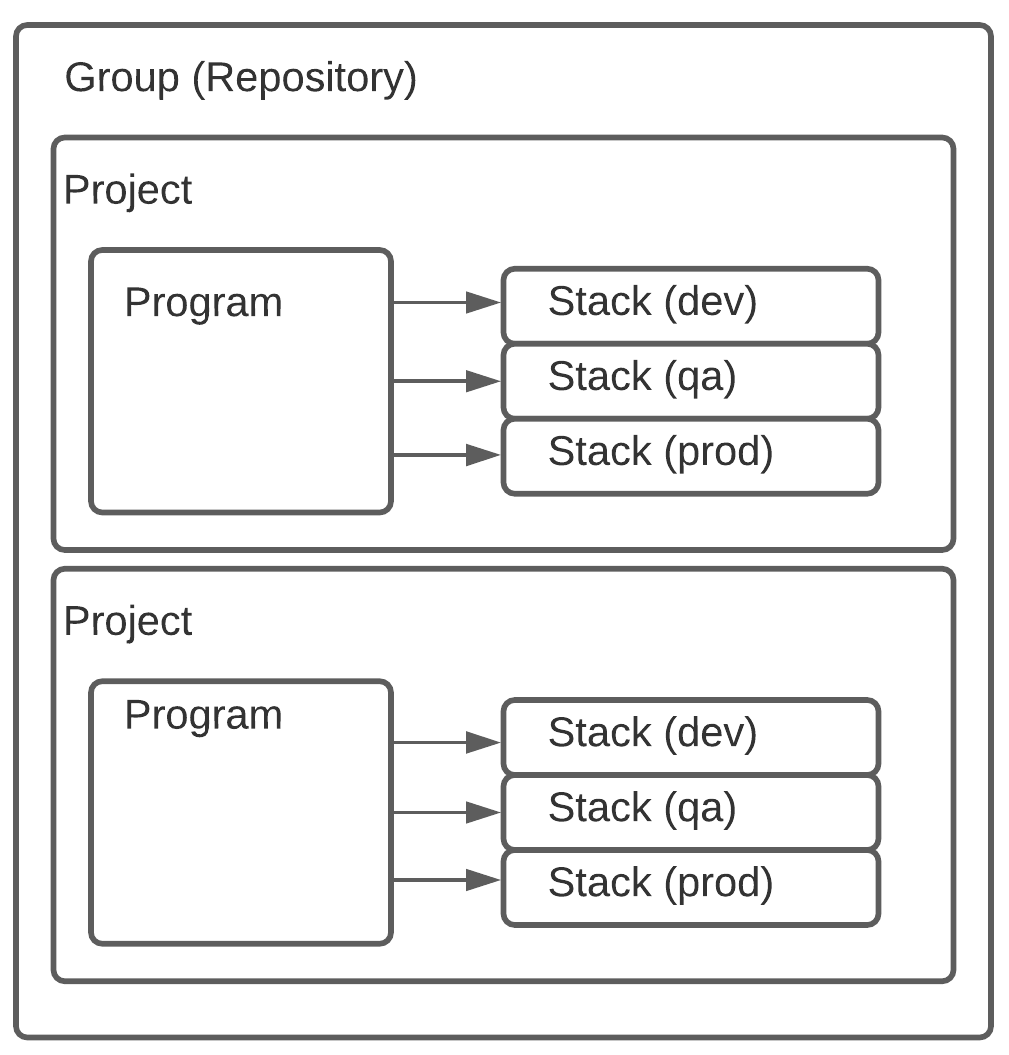 Group (Repository)
Project
Program
Stack (dev)
Stack (qa)
Stack (prod)
Project
Program
Stack (dev)
Stack (qa)
Stack (prod)